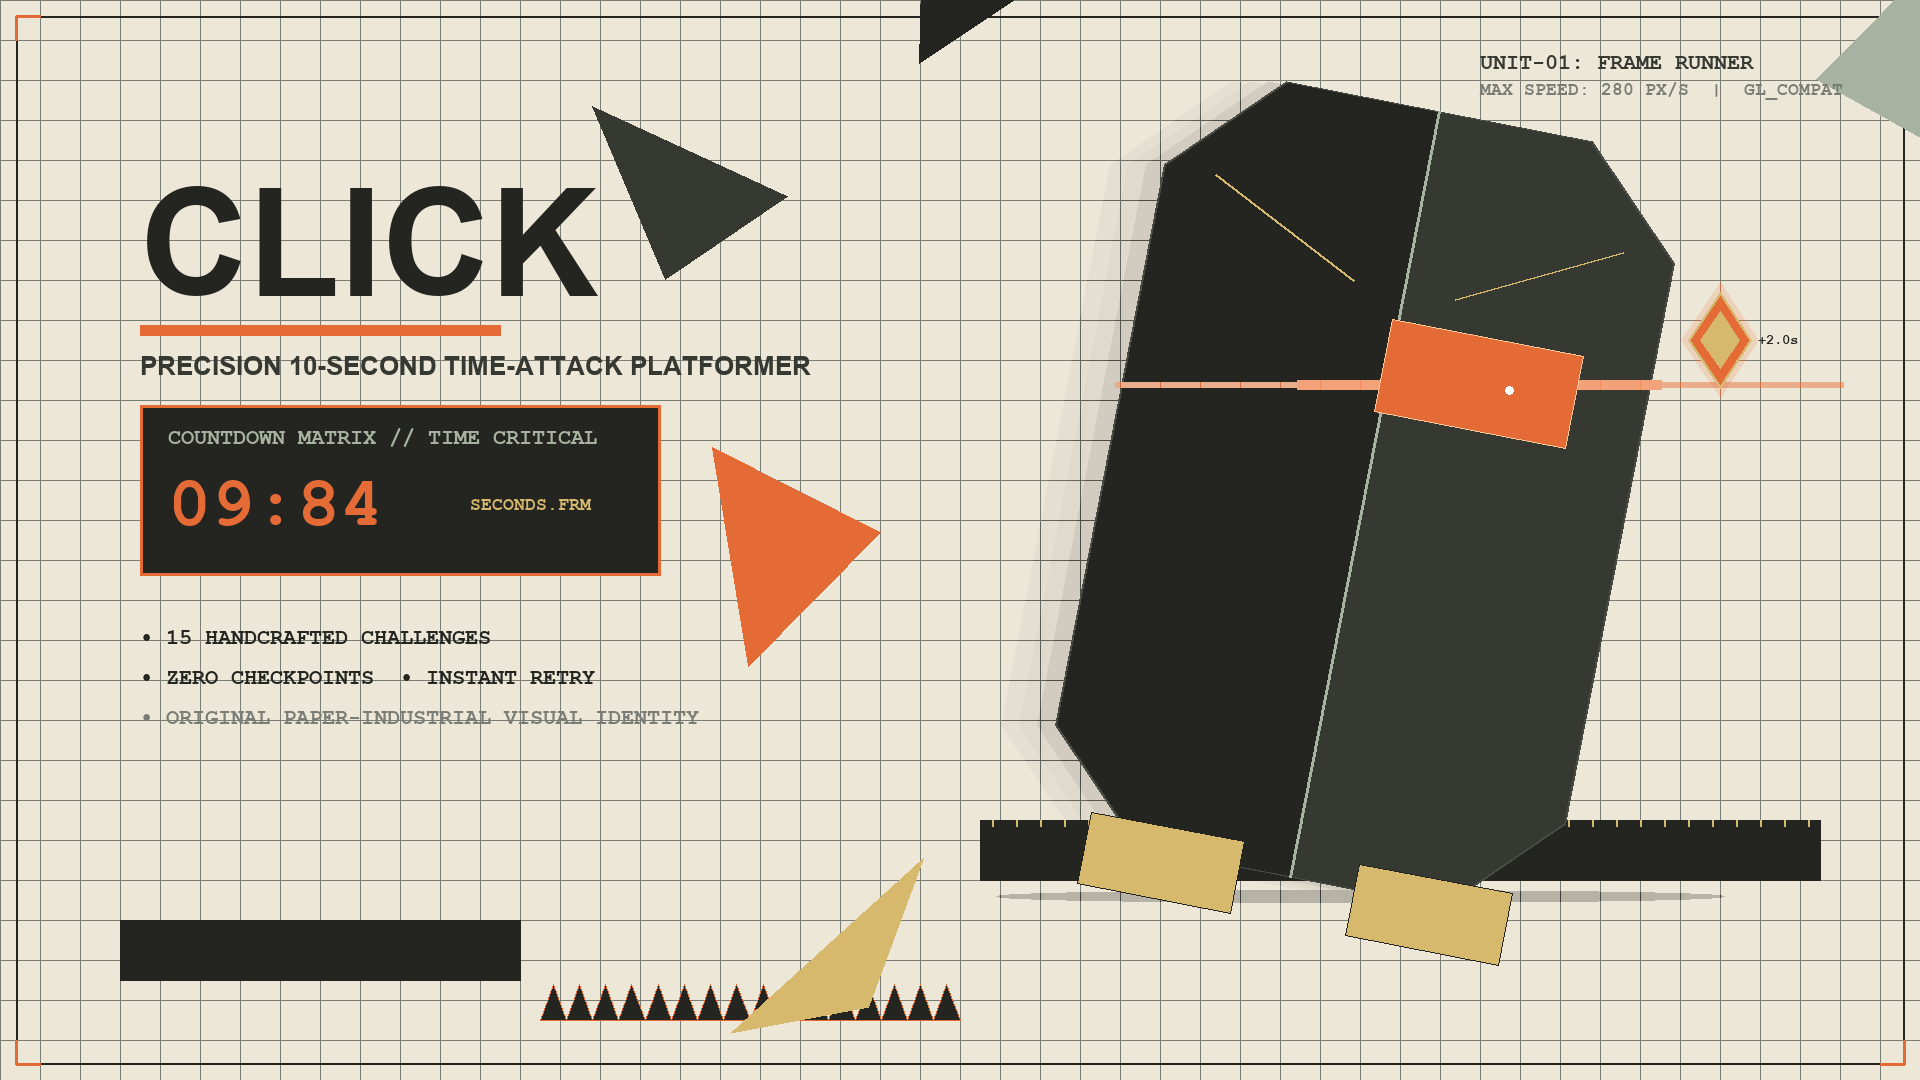 UNIT-01: FRAME RUNNER
MAX SPEED: 280 PX/S | GL_COMPAT
CLICK
PRECISION 10-SECOND TIME-ATTACK PLATFORMER
COUNTDOWN MATRIX // TIME CRITICAL
09:84 SECONDS.FRM
+2.0s
• 15 HANDCRAFTED CHALLENGES
• ZERO CHECKPOINTS • INSTANT RETRY
• ORIGINAL PAPER-INDUSTRIAL VISUAL IDENTITY